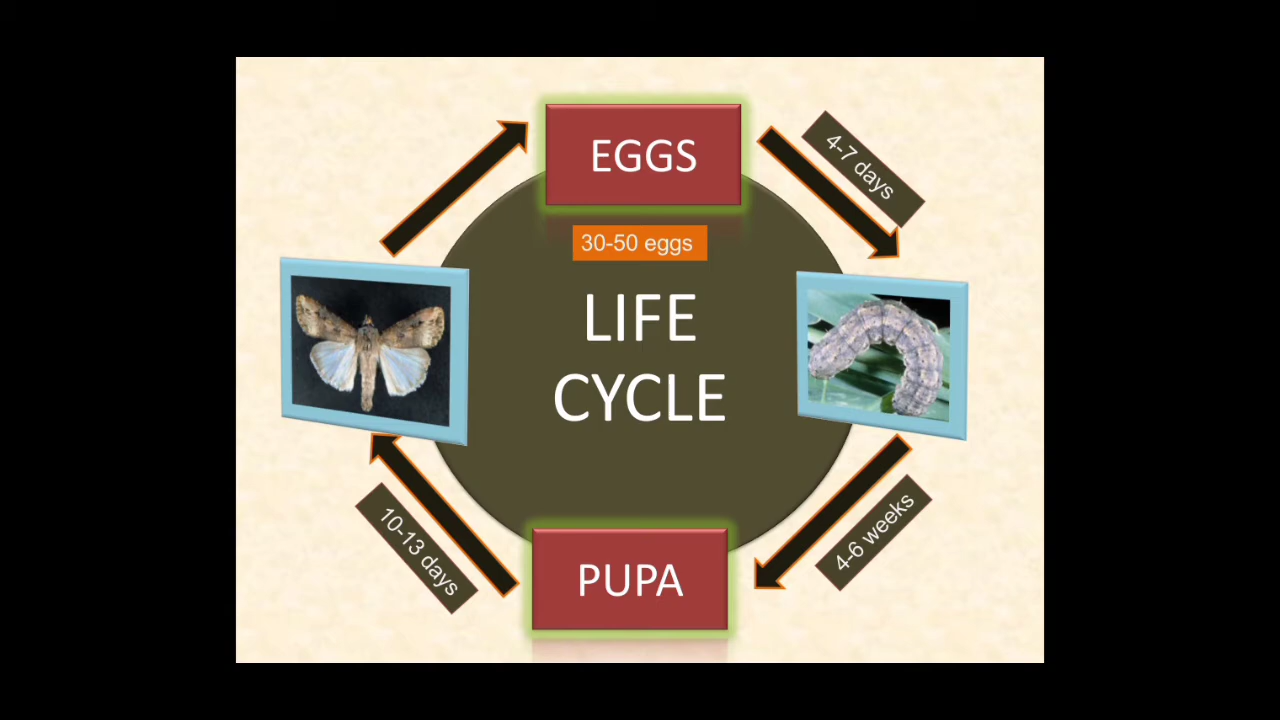 EGGS
4-7 days
30-50 eggs
LIFE
CYCLE
4-6 weeks
10-13 days
PUPA